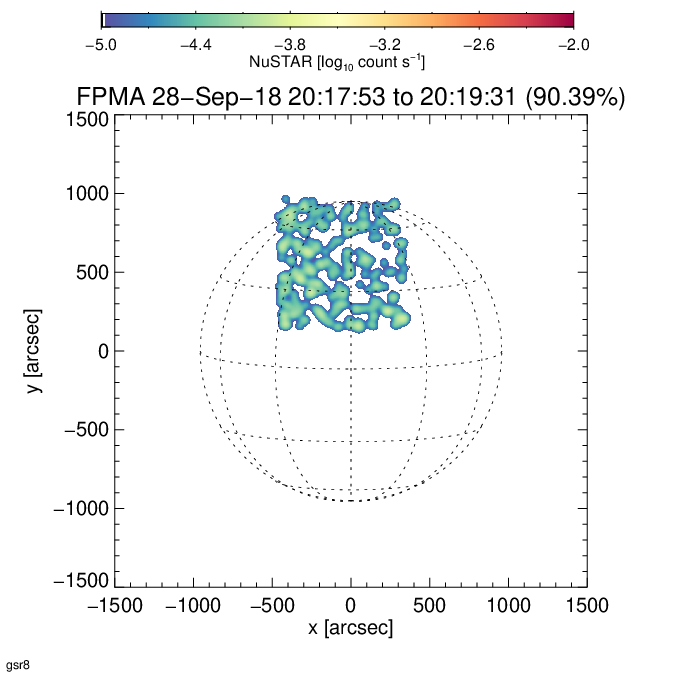 −5.0 −4.4 −3.8 −3.2 −2.6 −2.0
NuSTAR [log₁₀ count s⁻¹]
FPMA 28−Sep−18 20:17:53 to 20:19:31 (90.39%)
1500
1000
500
0
−500
−1000
−1500
y [arcsec]
−1500 −1000 −500 0 500 1000 1500
x [arcsec]
gsr8